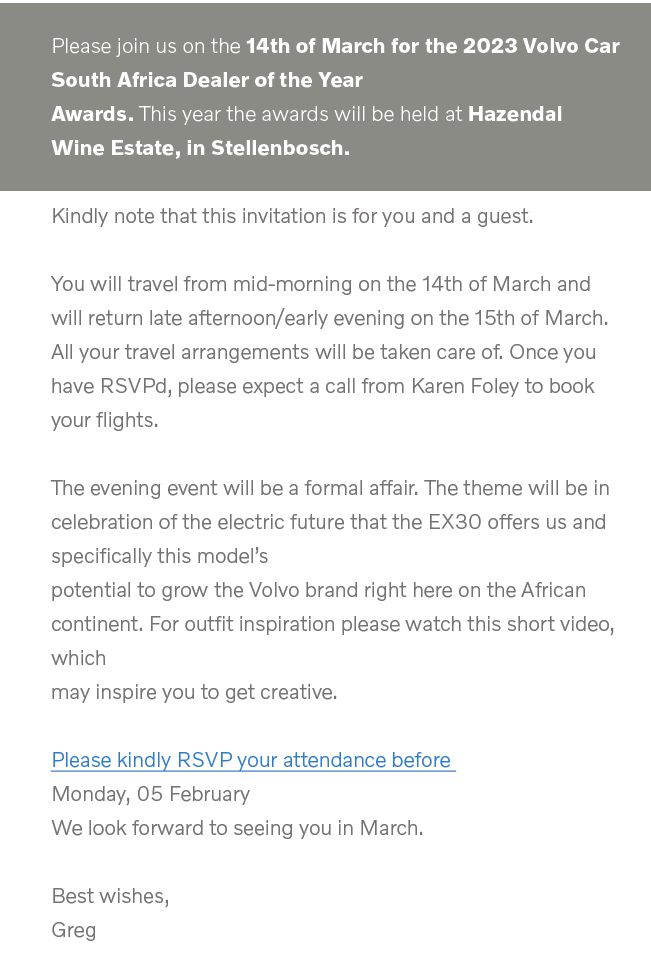 Please join us on the 14th of March for the 2023 Volvo Car
South Africa Dealer of the Year
Awards. This year the awards will be held at Hazendal
Wine Estate, in Stellenbosch.
Kindly note that this invitation is for you and a guest.
You will travel from mid-morning on the 14th of March and
will return late afternoon/early evening on the 15th of March.
All your travel arrangements will be taken care of. Once you
have RSVPd, please expect a call from Karen Foley to book
your flights.
The evening event will be a formal affair. The theme will be in
celebration of the electric future that the EX30 offers us and
specifically this model’s
potential to grow the Volvo brand right here on the African
continent. For outfit inspiration please watch this short video,
which
may inspire you to get creative.
Please kindly RSVP your attendance before
Monday, 05 February
We look forward to seeing you in March.
Best wishes,
Greg